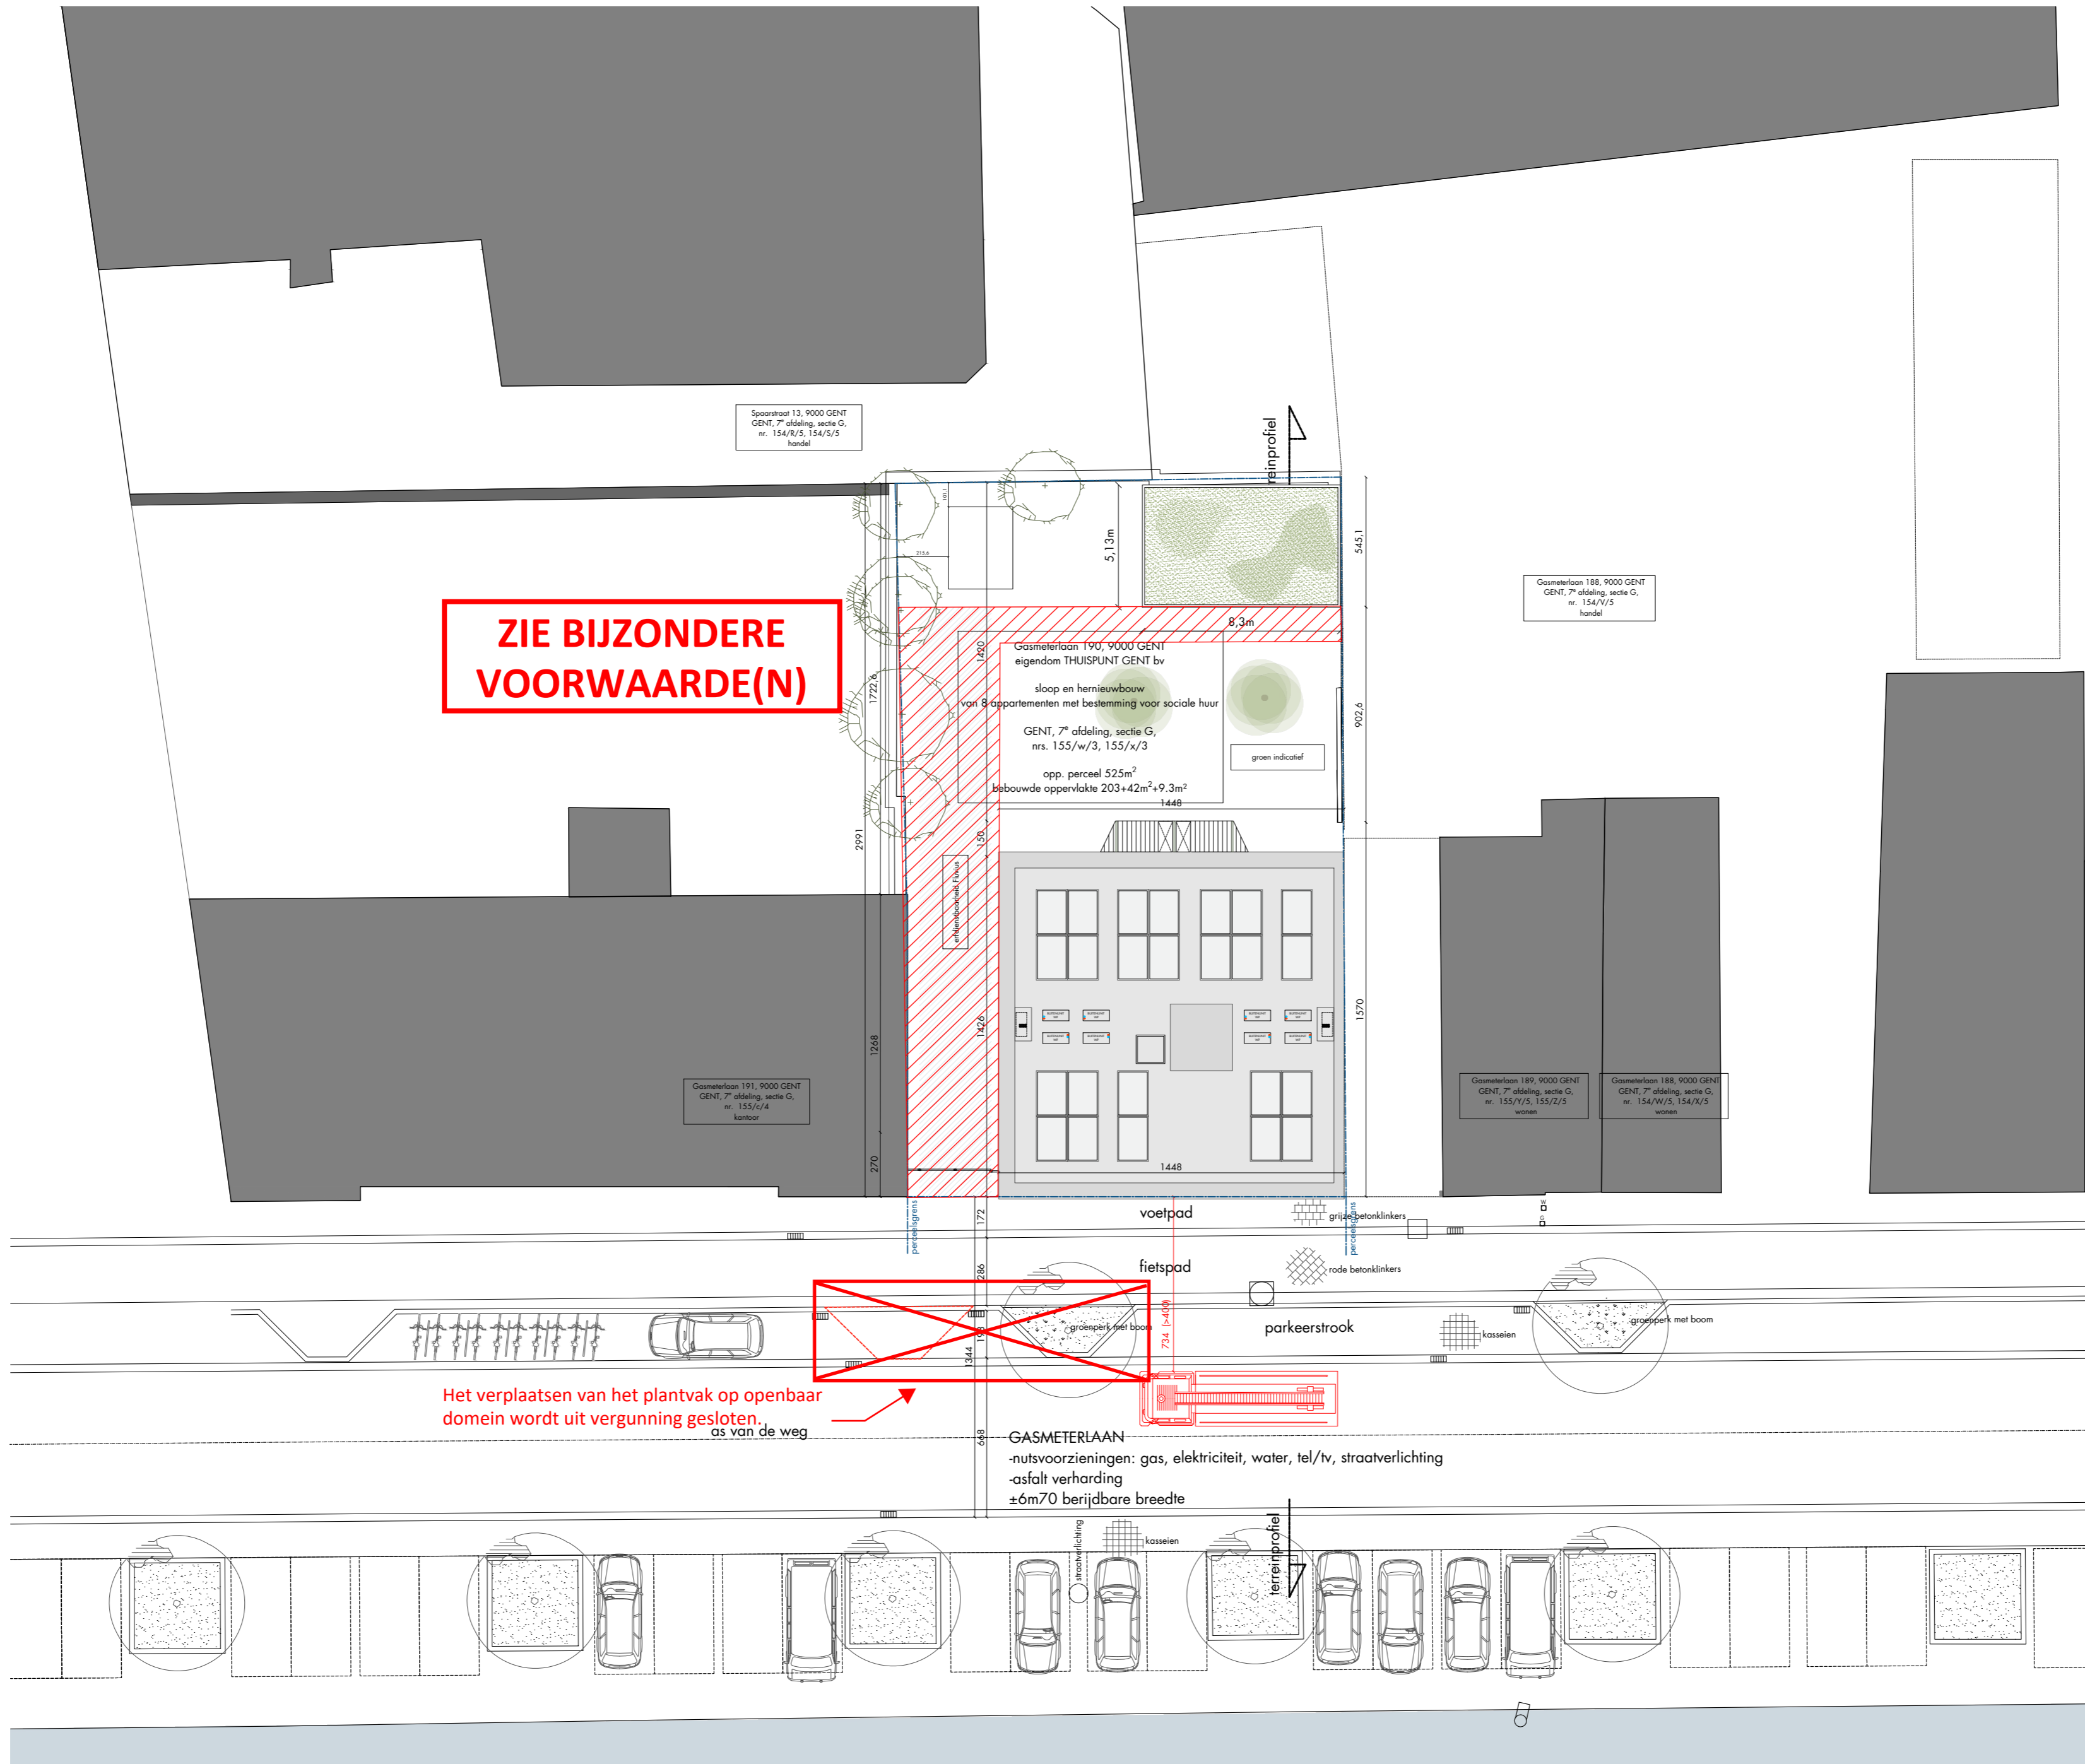 Spaarstraat 13, 9000 GENT
GENT, 7e afdeling, sectie G,
nr. 154/R/5, 154/S/5
handel
reinprofiel
101,1
215,6
5,13m
545,1
Gasmeterlaan 188, 9000 GENT
GENT, 7e afdeling, sectie G,
nr. 154/V/5
handel
ZIE BIJZONDERE
VOORWAARDE(N)
8,3m
1420
1722,6
Gasmeterlaan 190, 9000 GENT
eigendom THUISPUNT GENT bv
sloop en hernieuwbouw
van 8 appartementen met bestemming voor sociale huur
GENT, 7e afdeling, sectie G,
nrs. 155/w/3, 155/x/3
opp. perceel 525m²
bebouwde oppervlakte 203+42m²+9.3m²
902,6
groen indicatief
1448
2991
150
erfdienstbaarheid Fluvius
1570
1426
1268
Gasmeterlaan 191, 9000 GENT
GENT, 7e afdeling, sectie G,
nr. 155/c/4
kantoor
Gasmeterlaan 189, 9000 GENT
GENT, 7e afdeling, sectie G,
nr. 155/Y/5, 155/Z/5
wonen
Gasmeterlaan 188, 9000 GENT
GENT, 7e afdeling, sectie G,
nr. 154/W/5, 154/X/5
wonen
270
1448
perceelsgrens
172
voetpad
grijze betonklinkers
perceelsgrens
W
G
286
fietspad
rode betonklinkers
198
groenperk met boom
734 (>400)
parkeerstrook
kasseien
groenperk met boom
1344
Het verplaatsen van het plantvak op openbaar
domein wordt uit vergunning gesloten.
as van de weg
668
GASMETERLAAN
-nutsvoorzieningen: gas, elektriciteit, water, tel/tv, straatverlichting
-asfalt verharding
±6m70 berijdbare breedte
straatverlichting
kasseien
terreinprofiel